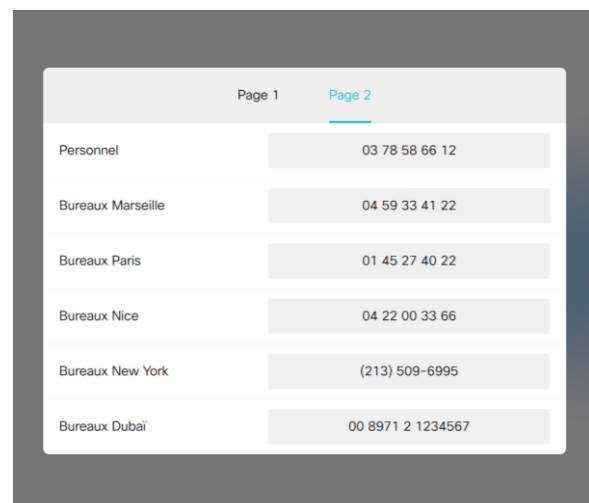 Page 1 Page 2
Personnel 03 78 58 66 12
Bureaux Marseille 04 59 33 41 22
Bureaux Paris 01 45 27 40 22
Bureaux Nice 04 22 00 33 66
Bureaux New York (213) 509-6995
Bureaux Dubaï 00 8971 2 1234567